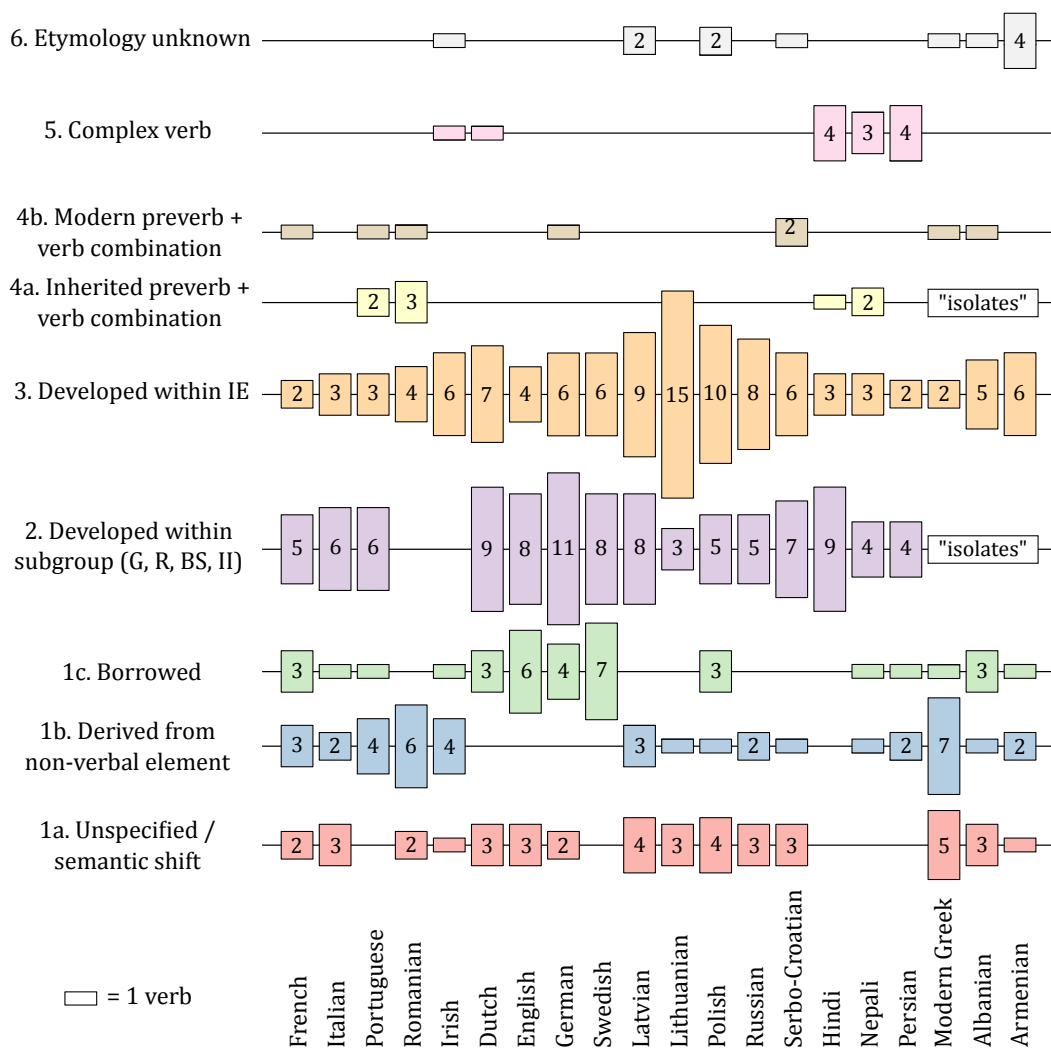 6. Etymology unknown
2 2 4
5. Complex verb
4 3 4
4b. Modern preverb +
verb combination
2
4a. Inherited preverb +
verb combination
2 3 2 "isolates"
3. Developed within IE
2 3 3 4 6 7 4 6 6 9 15 10 8 6 3 3 2 2 5 6
2. Developed within
subgroup (G, R, BS, II)
5 6 6 9 8 11 8 8 3 5 5 7 9 4 4 "isolates"
1c. Borrowed
3 3 6 4 7 3 3
1b. Derived from
non-verbal element
3 2 4 6 4 3 2 2 7 2
1a. Unspecified /
semantic shift
2 3 2 3 3 2 4 3 4 3 3 5 3
= 1 verb
French
Italian
Portuguese
Romanian
Irish
Dutch
English
German
Swedish
Latvian
Lithuanian
Polish
Russian
Serbo-Croatian
Hindi
Nepali
Persian
Modern Greek
Albanian
Armenian